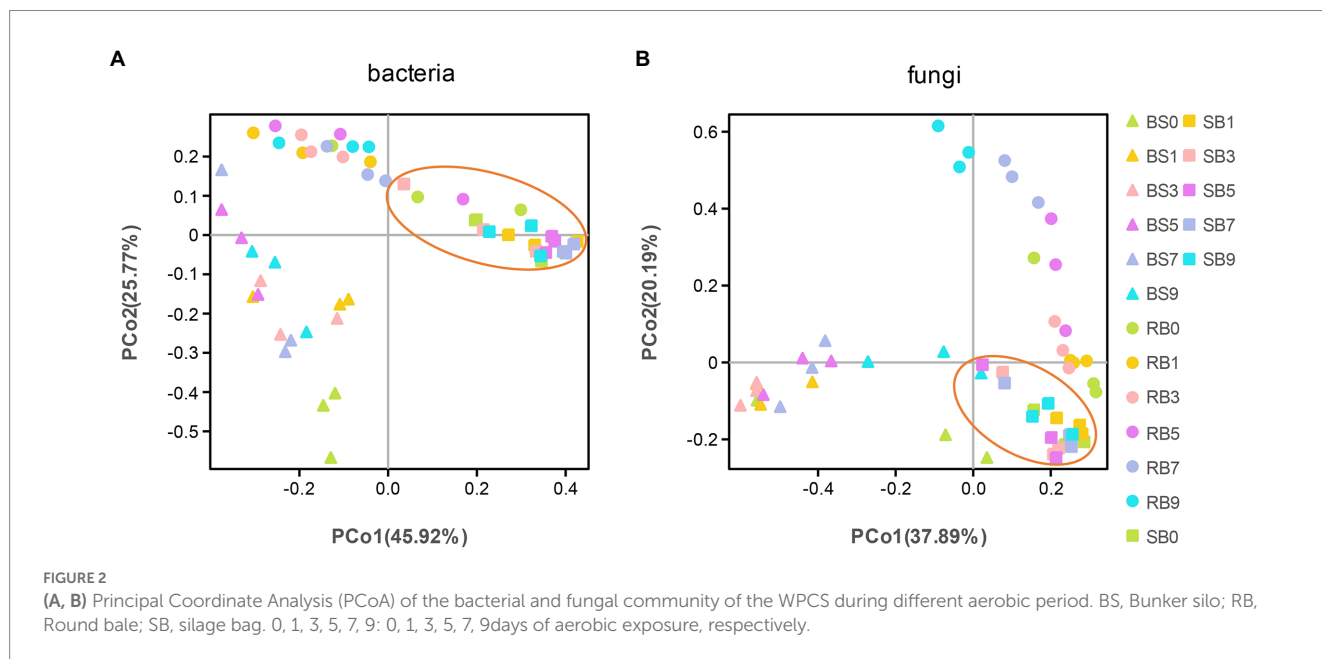 A
bacteria
0.2
0.1
0
-0.1
-0.2
-0.3
-0.4
-0.5
PCo2(25.77%)
-0.2
0.0
0.2
0.4
PCo1(45.92%)
B
fungi
0.6
0.4
0.2
0
-0.2
PCo2(20.19%)
-0.4
-0.2
0.0
0.2
PCo1(37.89%)
BS0 SB1
BS1 SB3
BS3 SB5
BS5 SB7
BS7 SB9
BS9
RB0
RB1
RB3
RB5
RB7
RB9
SB0
FIGURE 2
(A, B) Principal Coordinate Analysis (PCoA) of the bacterial and fungal community of the WPCS during different aerobic period. BS, Bunker silo; RB,
Round bale; SB, silage bag. 0, 1, 3, 5, 7, 9: 0, 1, 3, 5, 7, 9days of aerobic exposure, respectively.